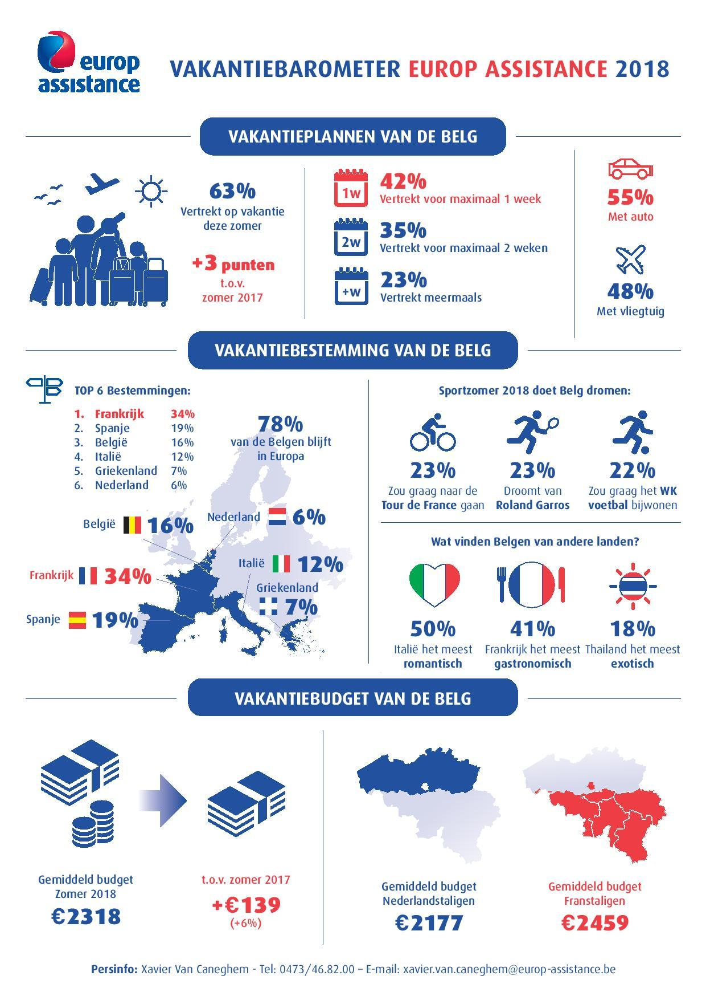 europ
assistance
VAKANTIEBAROMETER EUROP ASSISTANCE 2018
VAKANTIEPLANNEN VAN DE BELG
63%
Vertrekt op vakantie
deze zomer
+3 punten
t.o.v.
zomer 2017
1w
42%
Vertrekt voor maximaal 1 week
2w
35%
Vertrekt voor maximaal 2 weken
+w
23%
Vertrekt meermaals
55%
Met auto
48%
Met vliegtuig
VAKANTIEBESTEMMING VAN DE BELG
TOP 6 Bestemmingen:
1. Frankrijk 34%
2. Spanje 19%
3. België 16%
4. Italië 12%
5. Griekenland 7%
6. Nederland 6%
78%
van de Belgen blijft
in Europa
België 16%
Nederland 6%
Italië 12%
Frankrijk 34%
Griekenland
7%
Spanje 19%
Sportzomer 2018 doet Belg dromen:
23%
Zou graag naar de
Tour de France gaan
23%
Droomt van
Roland Garros
22%
Zou graag het WK
voetbal bijwonen
Wat vinden Belgen van andere landen?
50%
Italië het meest
romantisch
41%
Frankrijk het meest
gastronomisch
18%
Thailand het meest
exotisch
VAKANTIEBUDGET VAN DE BELG
Gemiddeld budget
Zomer 2018
€2318
t.o.v. zomer 2017
+€139
(+6%)
Gemiddeld budget
Nederlandstaligen
€2177
Gemiddeld budget
Franstaligen
€2459
Persinfo: Xavier Van Caneghem - Tel: 0473/46.82.00 – E-mail: xavier.van.caneghem@europ-assistance.be